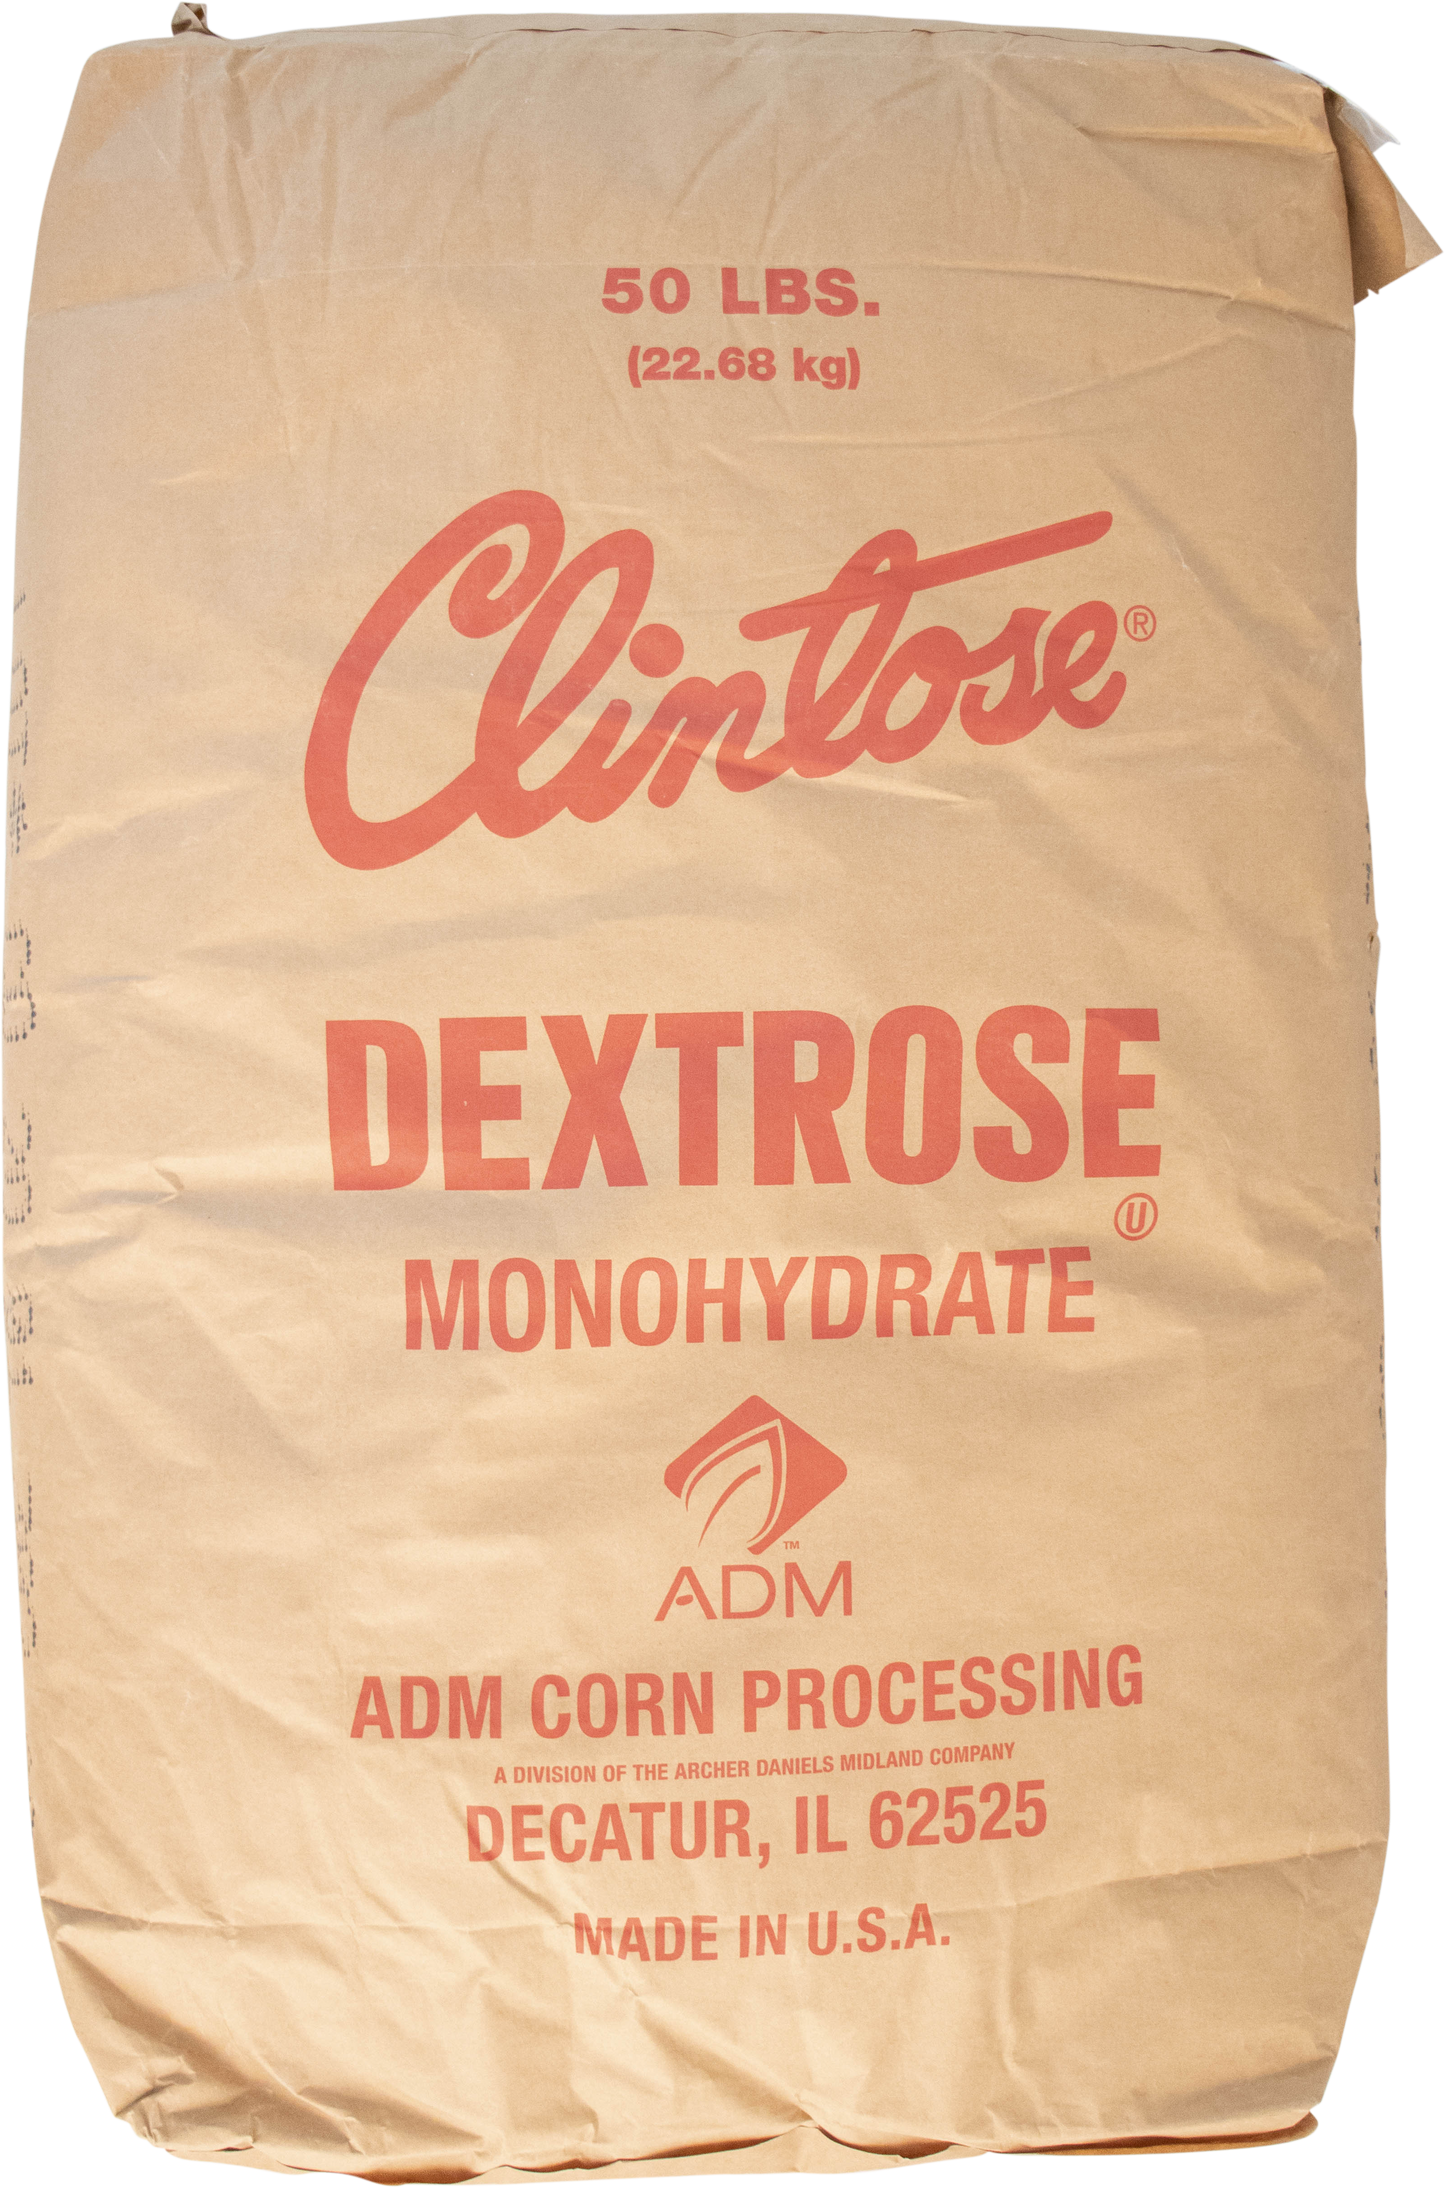 50 LBS.
(22.68 kg)
Clintose®
DEXTROSE
Ⓤ
MONOHYDRATE
™
ADM
ADM CORN PROCESSING
A DIVISION OF THE ARCHER DANIELS MIDLAND COMPANY
DECATUR, IL 62525
MADE IN U.S.A.